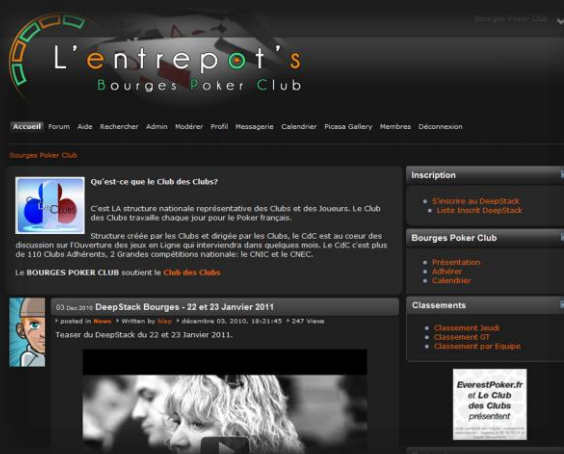 Bourges Poker Club
L'entrepot's
Bourges Poker Club
Accueil Forum Aide Rechercher Admin Modérer Profil Messagerie Calendrier Picasa Gallery Membres Déconnexion
Bourges Poker Club
Qu'est-ce que le Club des Clubs?
C'est LA structure nationale représentative des Clubs et des Joueurs. Le Club
des Clubs travaille chaque jour pour le Poker français.
Structure créée par les Clubs et dirigée par les Clubs, le CdC est au coeur des
discussion sur l'Ouverture des jeux en Ligne qui interviendra dans quelques mois. Le CdC c'est plus
de 110 Clubs Adhérents, 2 Grandes compétitions nationale: le CNIC et le CNEC.
Le BOURGES POKER CLUB soutient le Club des Clubs
03 Dec 2010 DeepStack Bourges - 22 et 23 Janvier 2011
posted in News Written by décembre 03, 2010, 18:21:45 247 Views
Teaser du DeepStack du 22 et 23 Janvier 2011.
Inscription
S'inscrire au DeepStack
Liste Inscrit DeepStack
Bourges Poker Club
Présentation
Adhérer
Calendrier
Classements
Classement Jeudi
Classement GT
Classement par Equipe
EverestPoker.fr
et Le Club
des Clubs
présentent